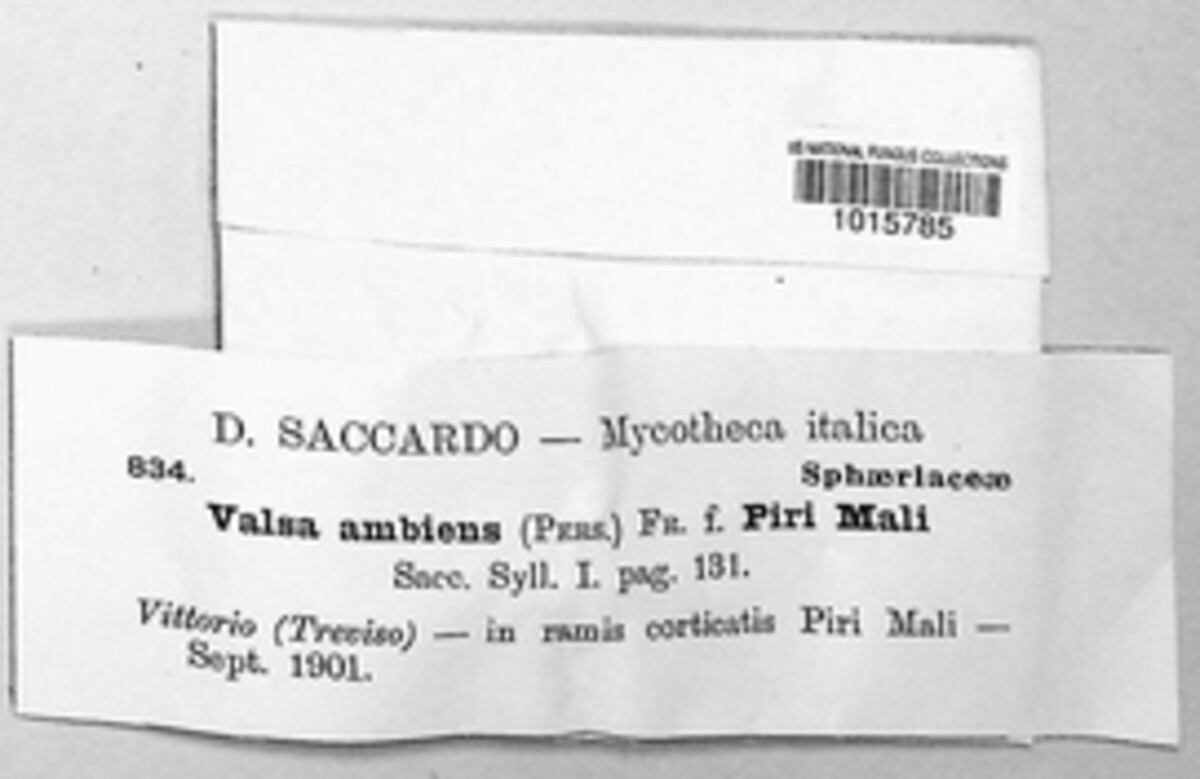 US NATIONAL FUNGUS COLLECTIONS
1015785
D. SACCARDO — Mycotheca italica
834.
Sphæriaceæ
Valsa ambiens (PERS.) FR. f. Piri Mali
Sacc. Syll. I. pag. 131.
Vittorio (Treviso) — in ramis corticatis Piri Mali —
Sept. 1901.